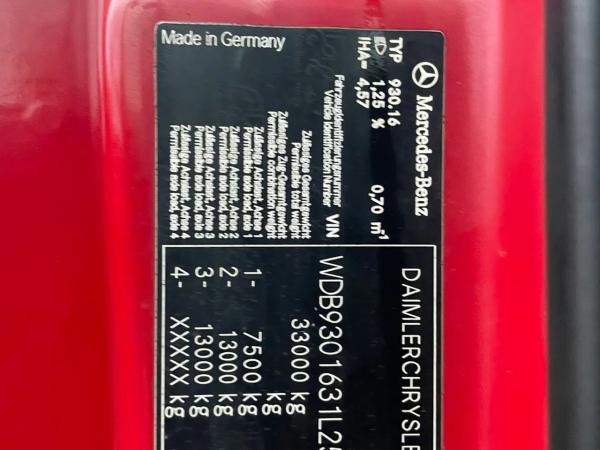 Mercedes-Benz
TYP 930.16
1,25 % 0,70 m⁻¹
IHA= 4,57
DAIMLERCHRYSLE
Fahrzeugidentifizierungsnummer
Vehicle Identification Number VIN WDB9301631L25
Zulässiges Gesamtgewicht
Permissible total weight 33000 kg
Zulässiges Zug-Gesamtgewicht
Permissible combination weight kg
Zulässige Achslast, Achse 1
Permissible axle load, axle 1 1- 7500 kg
Zulässige Achslast, Achse 2
Permissible axle load, axle 2 2- 13000 kg
Zulässige Achslast, Achse 3
Permissible axle load, axle 3 3- 13000 kg
Zulässige Achslast, Achse 4
Permissible axle load, axle 4 4- XXXXX kg
Made in Germany